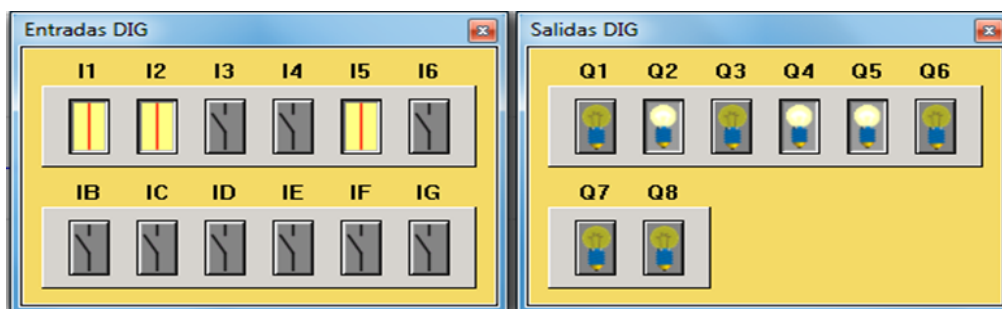 Entradas DIG
I1 I2 I3 I4 I5 I6
IB IC ID IE IF IG
Salidas DIG
Q1 Q2 Q3 Q4 Q5 Q6
Q7 Q8